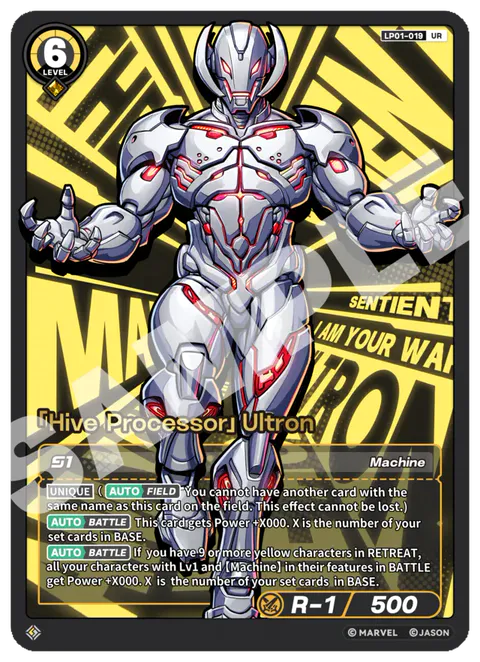 LP01-019 UR
6
LEVEL
THE
MA
SENTIENT
I AM YOUR WAR
SAMPLE
「Hive Processor」 Ultron
S1 Machine
UNIQUE ( AUTO FIELD You cannot have another card with the
same name as this card on the field. This effect cannot be lost.)
AUTO BATTLE This card gets Power +X000. X is the number of your
set cards in BASE.
AUTO BATTLE If you have 9 or more yellow characters in RETREAT,
all your characters with Lv1 and 【Machine】 in their features in BATTLE
get Power +X000. X is the number of your set cards in BASE.
R-1 / 500
©MARVEL ©JASON